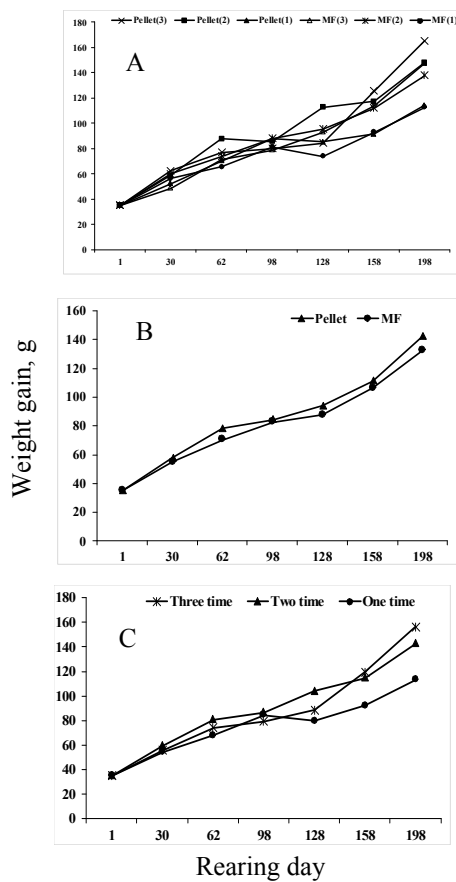 Pellet(3) Pellet(2) Pellet(1) MF(3) MF(2) MF(1)
A
180
160
140
120
100
80
60
40
20
0
1 30 62 98 128 158 198
B
Pellet MF
160
140
120
100
80
60
40
20
0
1 30 62 98 128 158 198
Weight gain, g
C
Three time Two time One time
180
160
140
120
100
80
60
40
20
0
1 30 62 98 128 158 198
Rearing day